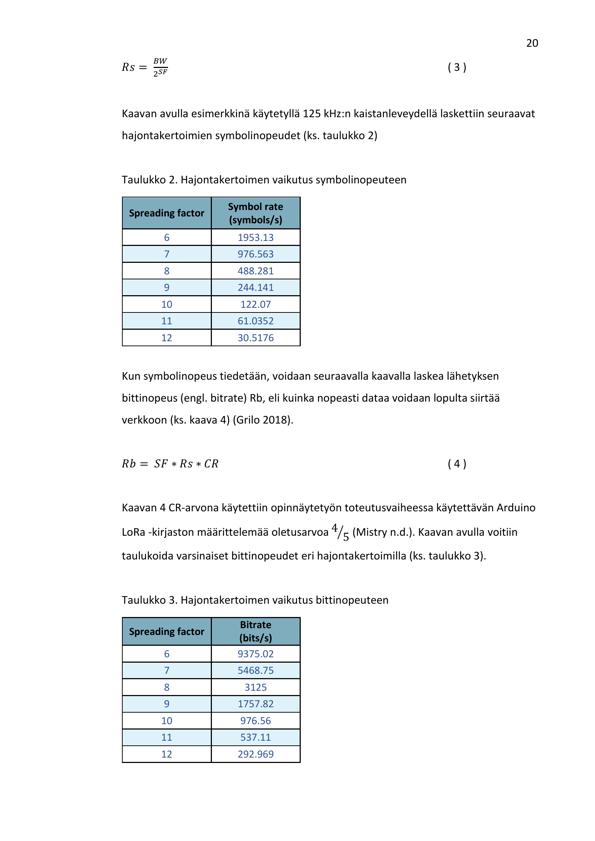 20
Rs = BW/2^SF ( 3 )
Kaavan avulla esimerkkinä käytetyllä 125 kHz:n kaistanleveydellä laskettiin seuraavat
hajontakertoimien symbolinopeudet (ks. taulukko 2)
Taulukko 2. Hajontakertoimen vaikutus symbolinopeuteen
Spreading factor Symbol rate (symbols/s)
6 1953.13
7 976.563
8 488.281
9 244.141
10 122.07
11 61.0352
12 30.5176
Kun symbolinopeus tiedetään, voidaan seuraavalla kaavalla laskea lähetyksen
bittinopeus (engl. bitrate) Rb, eli kuinka nopeasti dataa voidaan lopulta siirtää
verkkoon (ks. kaava 4) (Grilo 2018).
Rb = SF ∗ Rs ∗ CR ( 4 )
Kaavan 4 CR-arvona käytettiin opinnäytetyön toteutusvaiheessa käytettävän Arduino
LoRa -kirjaston määrittelemää oletusarvoa 4/5 (Mistry n.d.). Kaavan avulla voitiin
taulukoida varsinaiset bittinopeudet eri hajontakertoimilla (ks. taulukko 3).
Taulukko 3. Hajontakertoimen vaikutus bittinopeuteen
Spreading factor Bitrate (bits/s)
6 9375.02
7 5468.75
8 3125
9 1757.82
10 976.56
11 537.11
12 292.969